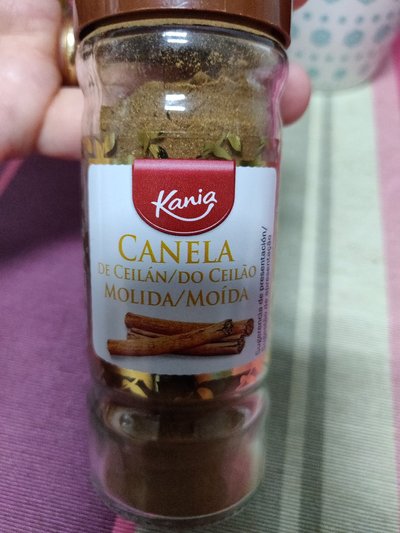 Kania
CANELA
DE CEILÁN/DO CEILÃO
MOLIDA/MOÍDA
Sugerencia de presentación/
Sugestão de apresentação